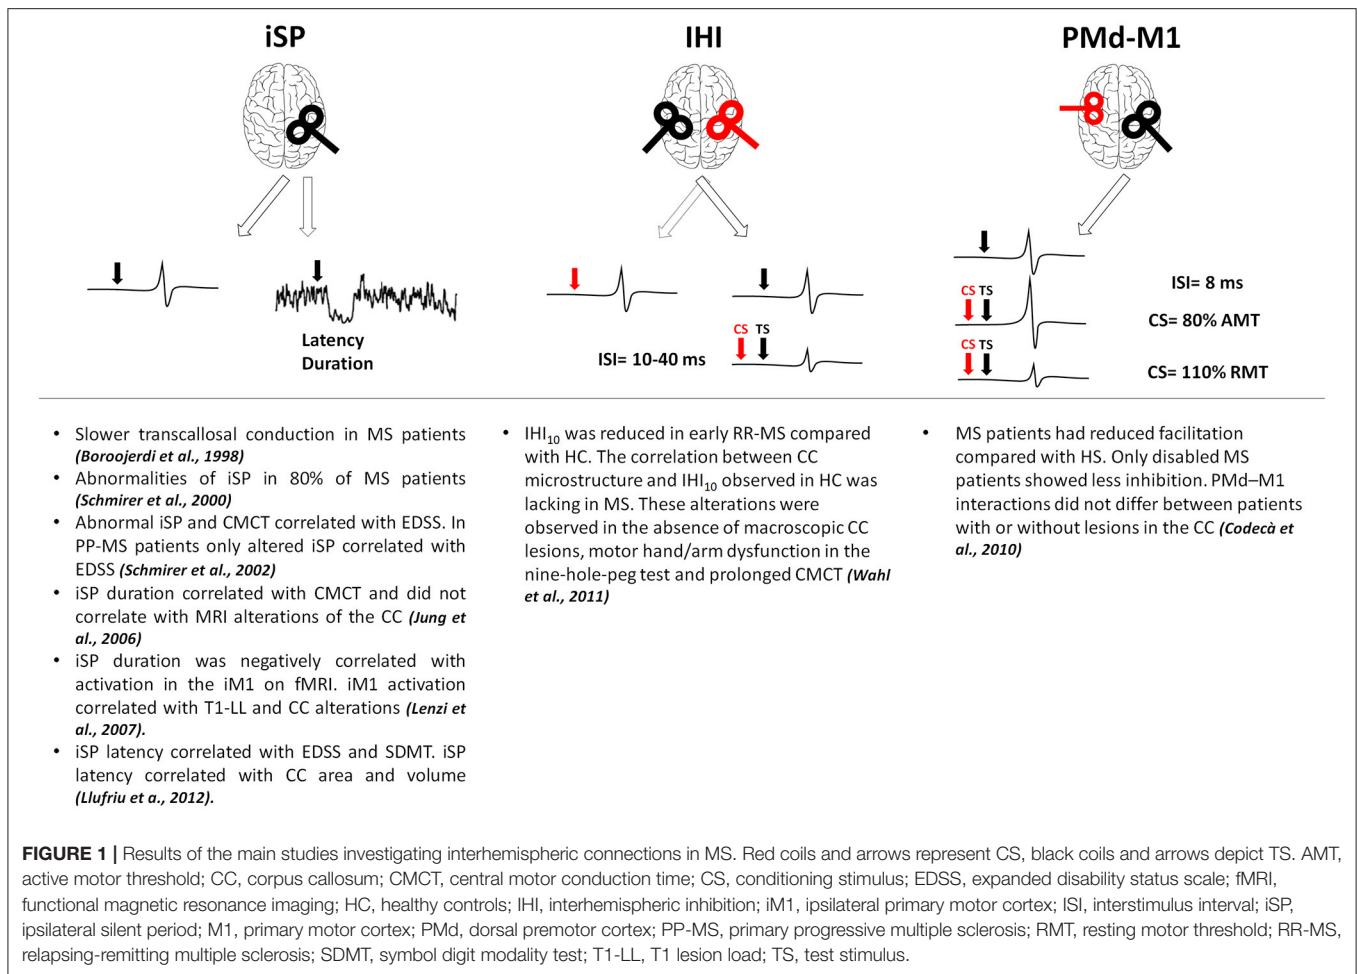 iSP
IHI
PMd-M1
Latency
Duration
CS TS
ISI= 10-40 ms
CS TS
CS TS
ISI= 8 ms
CS= 80% AMT
CS= 110% RMT
• Slower transcallosal conduction in MS patients
(Boroojerdi et al., 1998)
• Abnormalities of iSP in 80% of MS patients
(Schmirer et al., 2000)
• Abnormal iSP and CMCT correlated with EDSS. In
PP-MS patients only altered iSP correlated with
EDSS (Schmirer et al., 2002)
• iSP duration correlated with CMCT and did not
correlate with MRI alterations of the CC (Jung et
al., 2006)
• iSP duration was negatively correlated with
activation in the iM1 on fMRI. iM1 activation
correlated with T1-LL and CC alterations (Lenzi et
al., 2007).
• iSP latency correlated with EDSS and SDMT. iSP
latency correlated with CC area and volume
(Llufriu et a., 2012).
• IHI10 was reduced in early RR-MS compared
with HC. The correlation between CC
microstructure and IHI10 observed in HC was
lacking in MS. These alterations were
observed in the absence of macroscopic CC
lesions, motor hand/arm dysfunction in the
nine-hole-peg test and prolonged CMCT (Wahl
et al., 2011)
• MS patients had reduced facilitation
compared with HS. Only disabled MS
patients showed less inhibition. PMd–M1
interactions did not differ between patients
with or without lesions in the CC (Codecà et
al., 2010)
FIGURE 1 | Results of the main studies investigating interhemispheric connections in MS. Red coils and arrows represent CS, black coils and arrows depict TS. AMT,
active motor threshold; CC, corpus callosum; CMCT, central motor conduction time; CS, conditioning stimulus; EDSS, expanded disability status scale; fMRI,
functional magnetic resonance imaging; HC, healthy controls; IHI, interhemispheric inhibition; iM1, ipsilateral primary motor cortex; ISI, interstimulus interval; iSP,
ipsilateral silent period; M1, primary motor cortex; PMd, dorsal premotor cortex; PP-MS, primary progressive multiple sclerosis; RMT, resting motor threshold; RR-MS,
relapsing-remitting multiple sclerosis; SDMT, symbol digit modality test; T1-LL, T1 lesion load; TS, test stimulus.